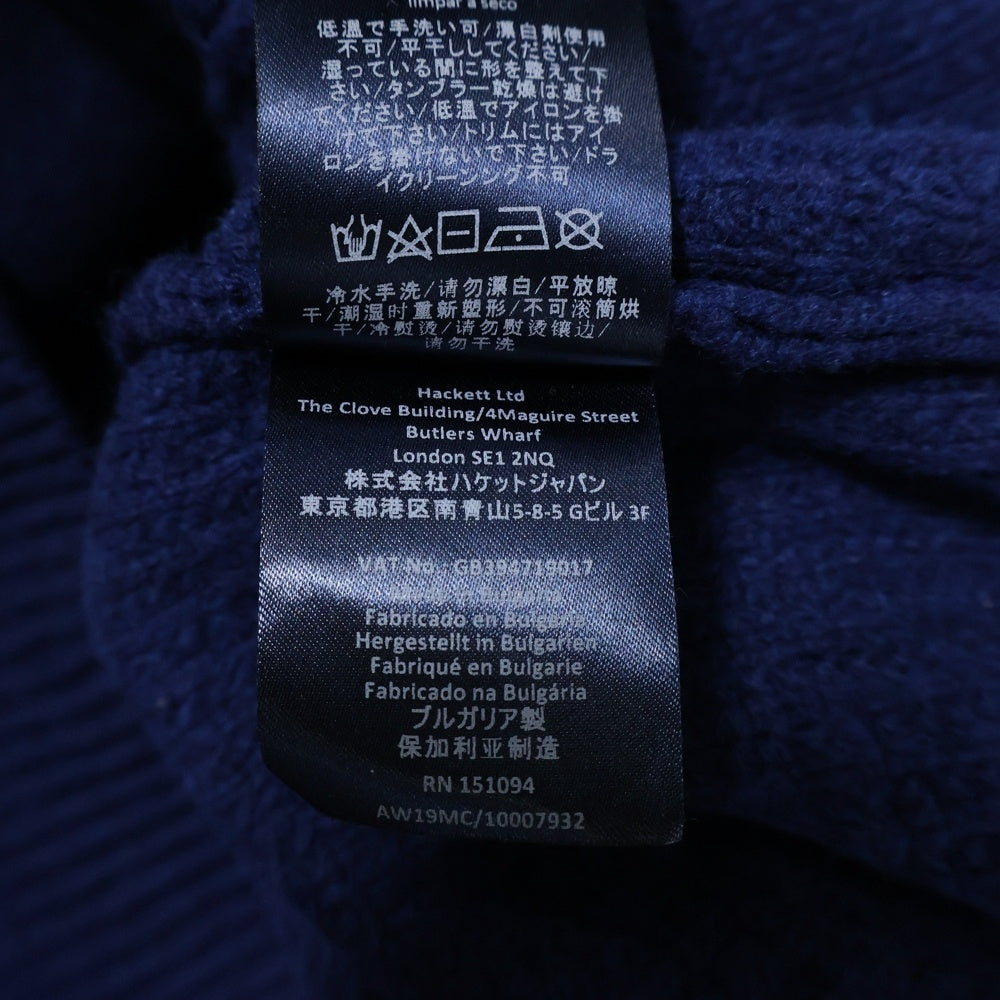 limpar a seco
低温で手洗い可/漂白剤使用
不可/平干ししてください/
湿っている間に形を整えて下
さい/タンブラー乾燥は避け
てください/低温でアイロンを掛
けて下さい/トリムにはアイ
ロンを掛けないで下さい/ドラ
イクリーンング不可
冷水手洗/请勿漂白/平放晾
干/潮湿时重新塑形/不可滚筒烘
干/冷熨烫/请勿熨烫镶边/
请勿干洗
Hackett Ltd
The Clove Building/4Maguire Street
Butlers Wharf
London SE1 2NQ
株式会社ハケットジャパン
東京都港区南青山5-8-5 Gビル 3F
VAT No. GB394719017
Made in Bulgaria
Fabricado en Bulgaria
Hergestellt in Bulgarien
Fabriqué en Bulgarie
Fabricado na Bulgária
ブルガリア製
保加利亚制造
RN 151094
AW19MC/10007932